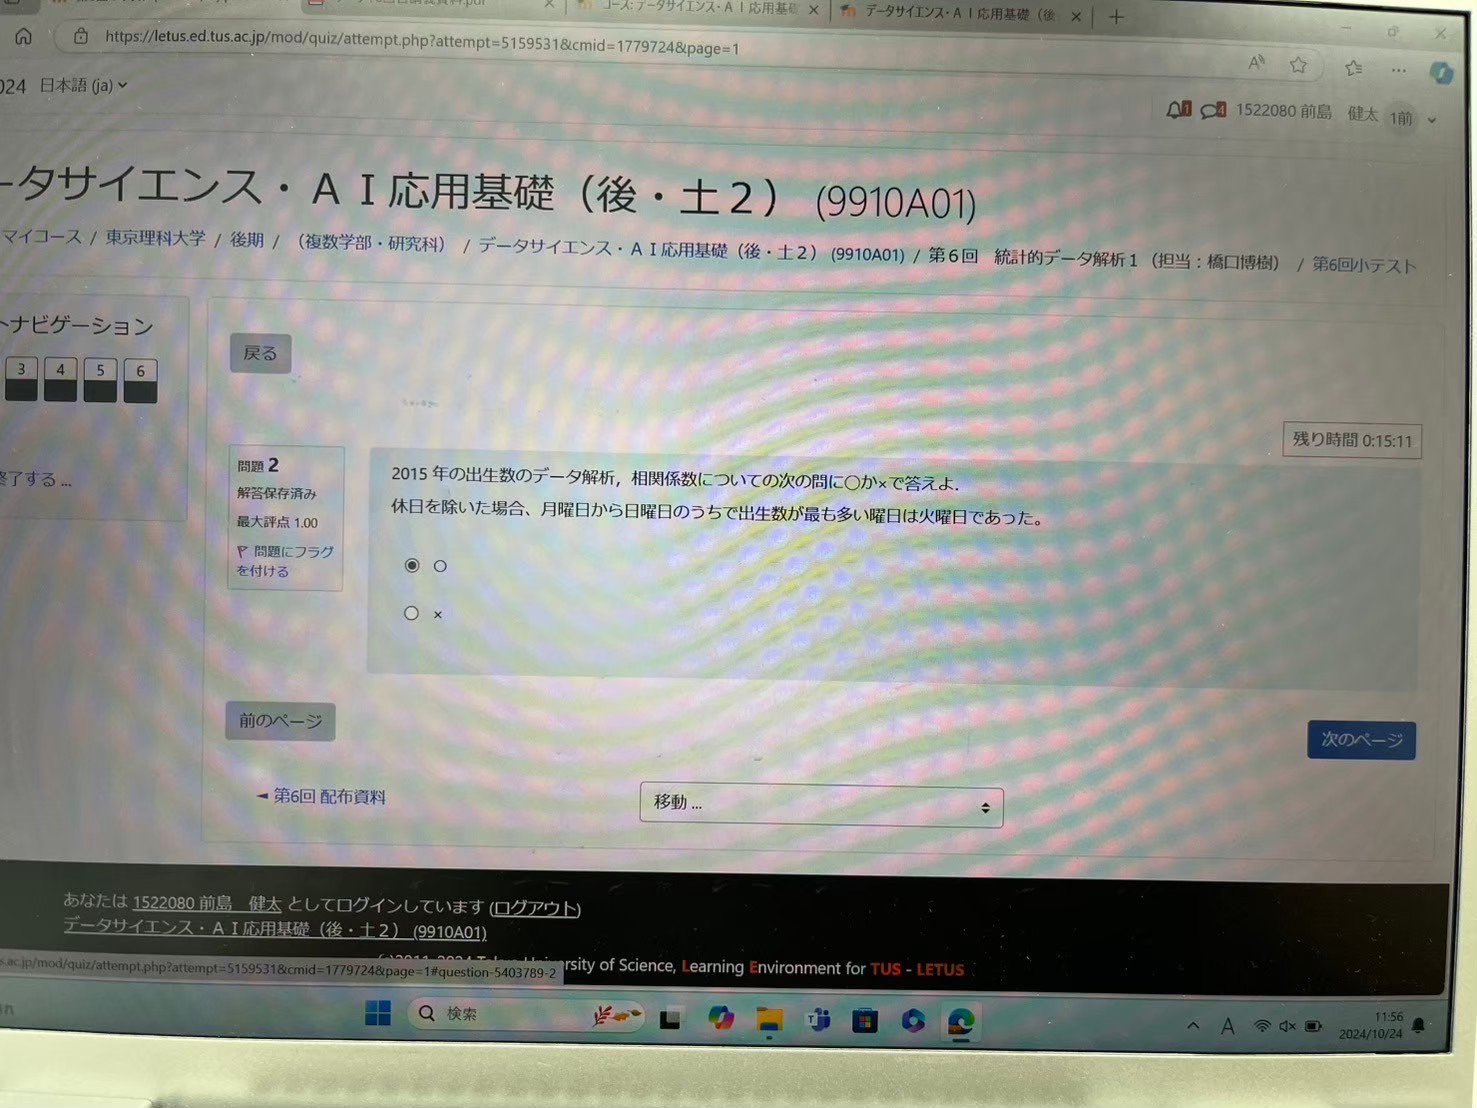 コース: データサイエンス・ＡＩ応用基礎
データサイエンス・ＡＩ応用基礎（後
https://letus.ed.tus.ac.jp/mod/quiz/attempt.php?attempt=5159531&cmid=1779724&page=1
024 日本語 (ja)
1 4 1522080 前島 健太 1前
ータサイエンス・ＡＩ応用基礎（後・土２） (9910A01)
マイコース / 東京理科大学 / 後期 / （複数学部・研究科） / データサイエンス・ＡＩ応用基礎（後・土２） (9910A01) / 第６回 統計的データ解析１（担当：橋口博樹） / 第6回小テスト
トナビゲーション
3 4 5 6
終了する ...
戻る
残り時間 0:15:11
問題 2
解答保存済み
最大評点 1.00
問題にフラグ
を付ける
2015 年の出生数のデータ解析，相関係数についての次の問に○か×で答えよ．
休日を除いた場合、月曜日から日曜日のうちで出生数が最も多い曜日は火曜日であった。
○
×
前のページ
次のページ
◄ 第6回 配布資料
移動 ...
あなたは 1522080 前島 健太 としてログインしています (ログアウト)
データサイエンス・ＡＩ応用基礎（後・土２） (9910A01)
rsity of Science, Learning Environment for TUS - LETUS
s.ac.jp/mod/quiz/attempt.php?attempt=5159531&cmid=1779724&page=1#question-5403789-2
検索
A
11:56
2024/10/24